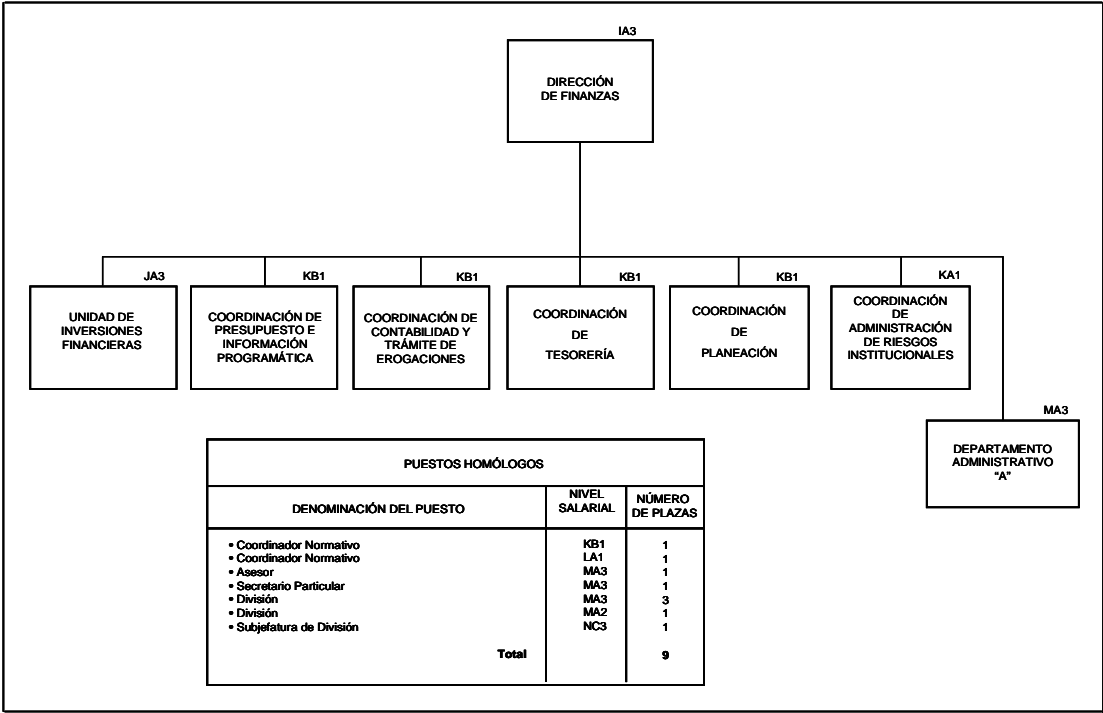 IA3
DIRECCIÓN
DE FINANZAS
JA3
UNIDAD DE
INVERSIONES
FINANCIERAS
KB1
COORDINACIÓN DE
PRESUPUESTO E
INFORMACIÓN
PROGRAMÁTICA
KB1
COORDINACIÓN DE
CONTABILIDAD Y
TRÁMITE DE
EROGACIONES
KB1
COORDINACIÓN
DE
TESORERÍA
KB1
COORDINACIÓN
DE
PLANEACIÓN
KA1
COORDINACIÓN
DE
ADMINISTRACIÓN
DE RIESGOS
INSTITUCIONALES
MA3
DEPARTAMENTO
ADMINISTRATIVO
“A”
PUESTOS HOMÓLOGOS
DENOMINACIÓN DEL PUESTO
NIVEL
SALARIAL
NÚMERO
DE PLAZAS
• Coordinador Normativo KB1 1
• Coordinador Normativo LA1 1
• Asesor MA3 1
• Secretario Particular MA3 1
• División MA3 3
• División MA2 1
• Subjefatura de División NC3 1
Total 9